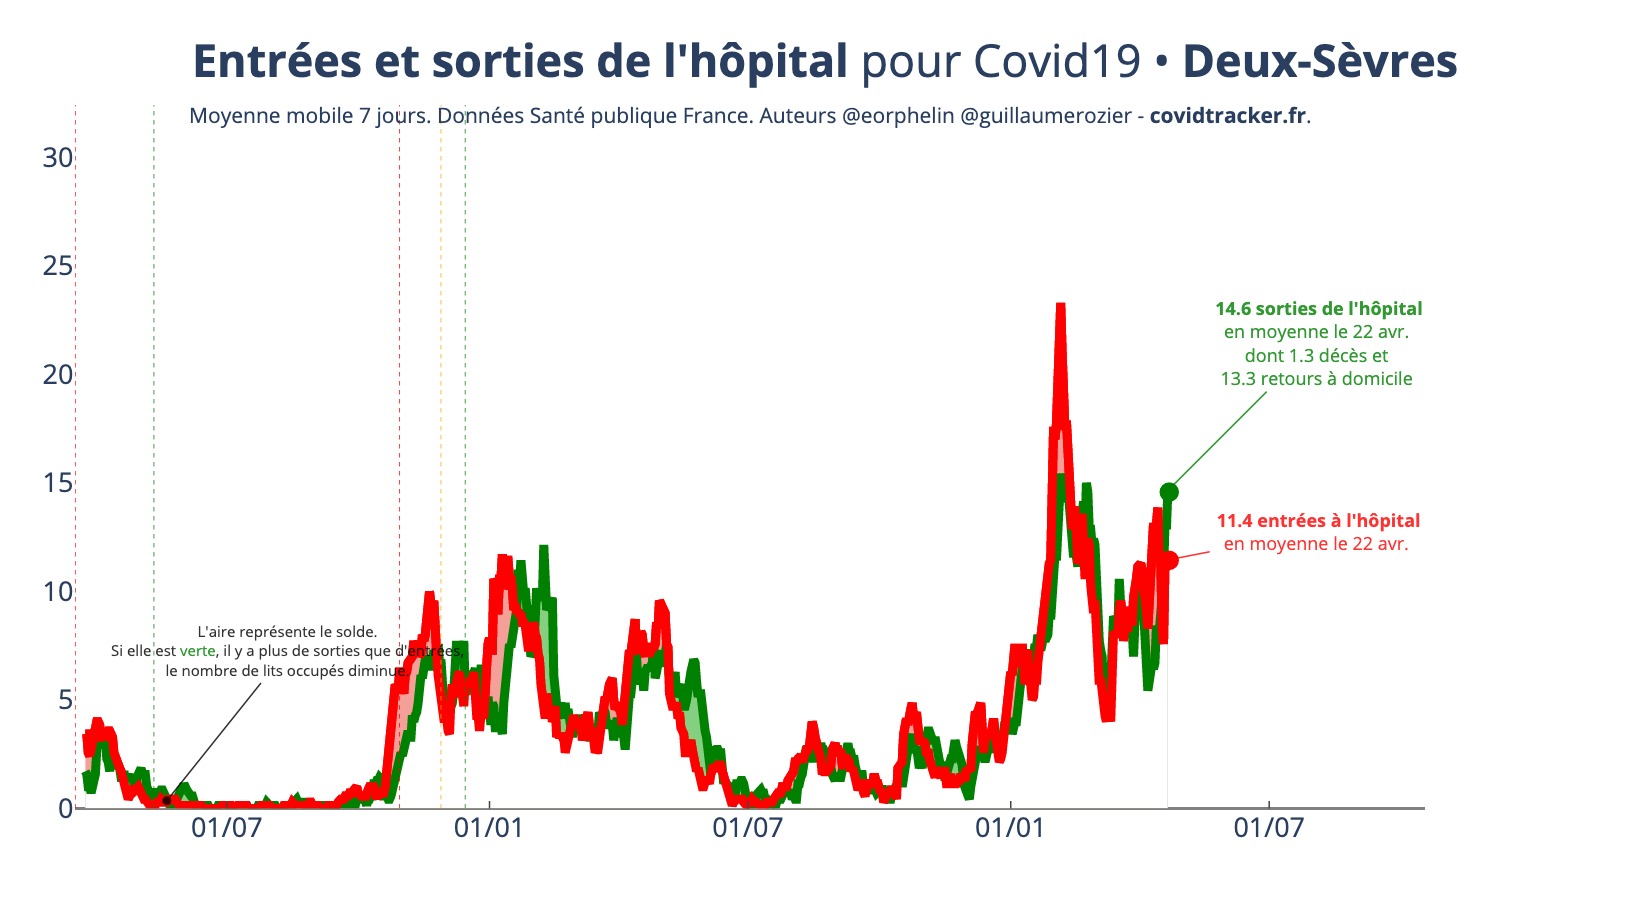 Entrées et sorties de l'hôpital pour Covid19 • Deux-Sèvres
Moyenne mobile 7 jours. Données Santé publique France. Auteurs @eorphelin @guillaumerozier - covidtracker.fr.
30
25
20
15
10
5
0
14.6 sorties de l'hôpital
en moyenne le 22 avr.
dont 1.3 décès et
13.3 retours à domicile
11.4 entrées à l'hôpital
en moyenne le 22 avr.
L'aire représente le solde.
Si elle est verte, il y a plus de sorties que d'entrées,
le nombre de lits occupés diminue.
01/07
01/01
01/07
01/01
01/07